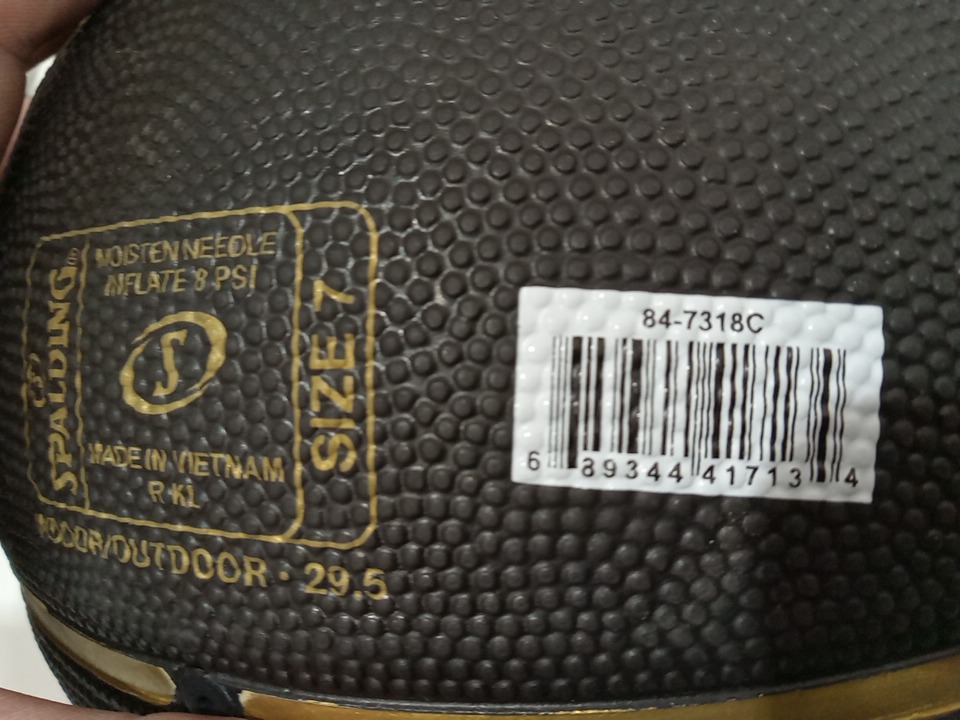 SPALDING®
MOISTEN NEEDLE
INFLATE 8 PSI
S
MADE IN VIETNAM
R K1
SIZE 7
INDOOR/OUTDOOR · 29.5
84-7318C
6 89344 41713 4